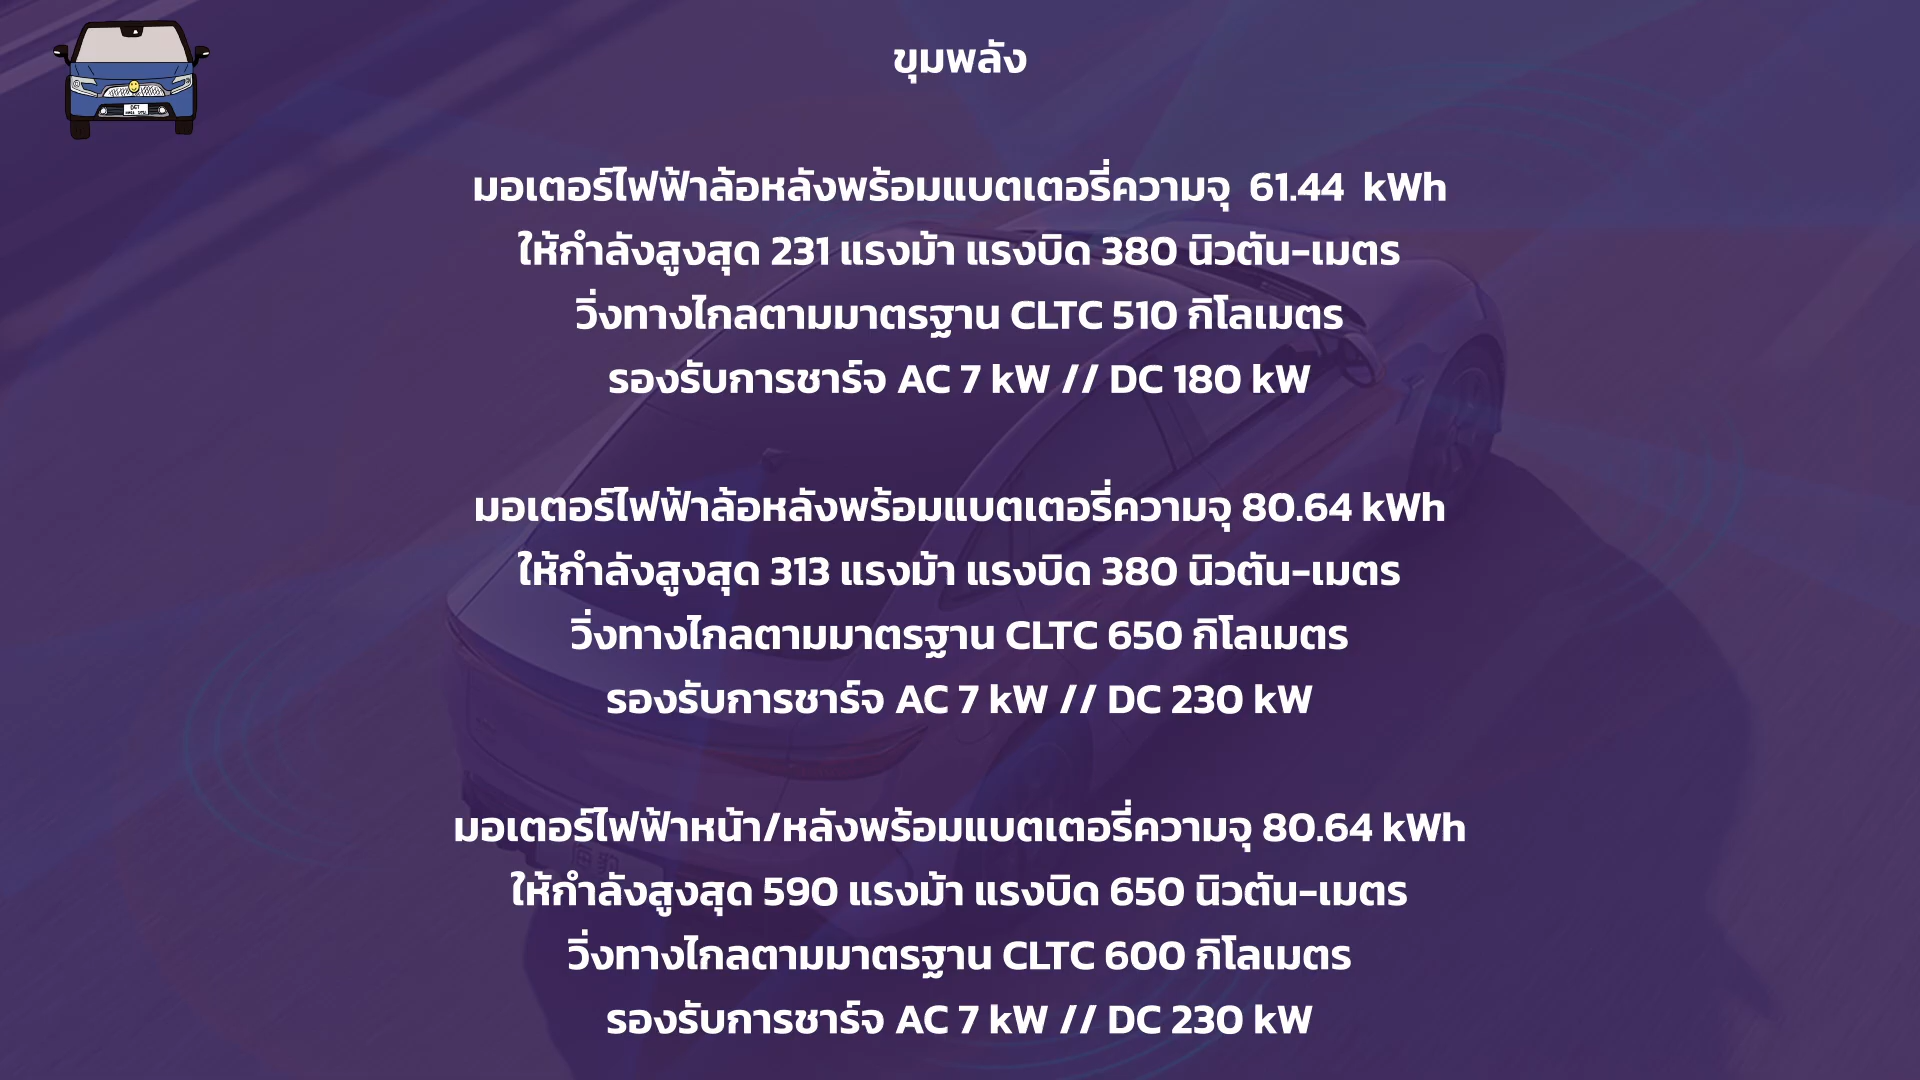 ขุมพลัง
มอเตอร์ไฟฟ้าล้อหลังพร้อมแบตเตอรี่ความจุ 61.44 kWh
ให้กำลังสูงสุด 231 แรงม้า แรงบิด 380 นิวตัน-เมตร
วิ่งทางไกลตามมาตรฐาน CLTC 510 กิโลเมตร
รองรับการชาร์จ AC 7 kW // DC 180 kW
มอเตอร์ไฟฟ้าล้อหลังพร้อมแบตเตอรี่ความจุ 80.64 kWh
ให้กำลังสูงสุด 313 แรงม้า แรงบิด 380 นิวตัน-เมตร
วิ่งทางไกลตามมาตรฐาน CLTC 650 กิโลเมตร
รองรับการชาร์จ AC 7 kW // DC 230 kW
มอเตอร์ไฟฟ้าหน้า/หลังพร้อมแบตเตอรี่ความจุ 80.64 kWh
ให้กำลังสูงสุด 590 แรงม้า แรงบิด 650 นิวตัน-เมตร
วิ่งทางไกลตามมาตรฐาน CLTC 600 กิโลเมตร
รองรับการชาร์จ AC 7 kW // DC 230 kW